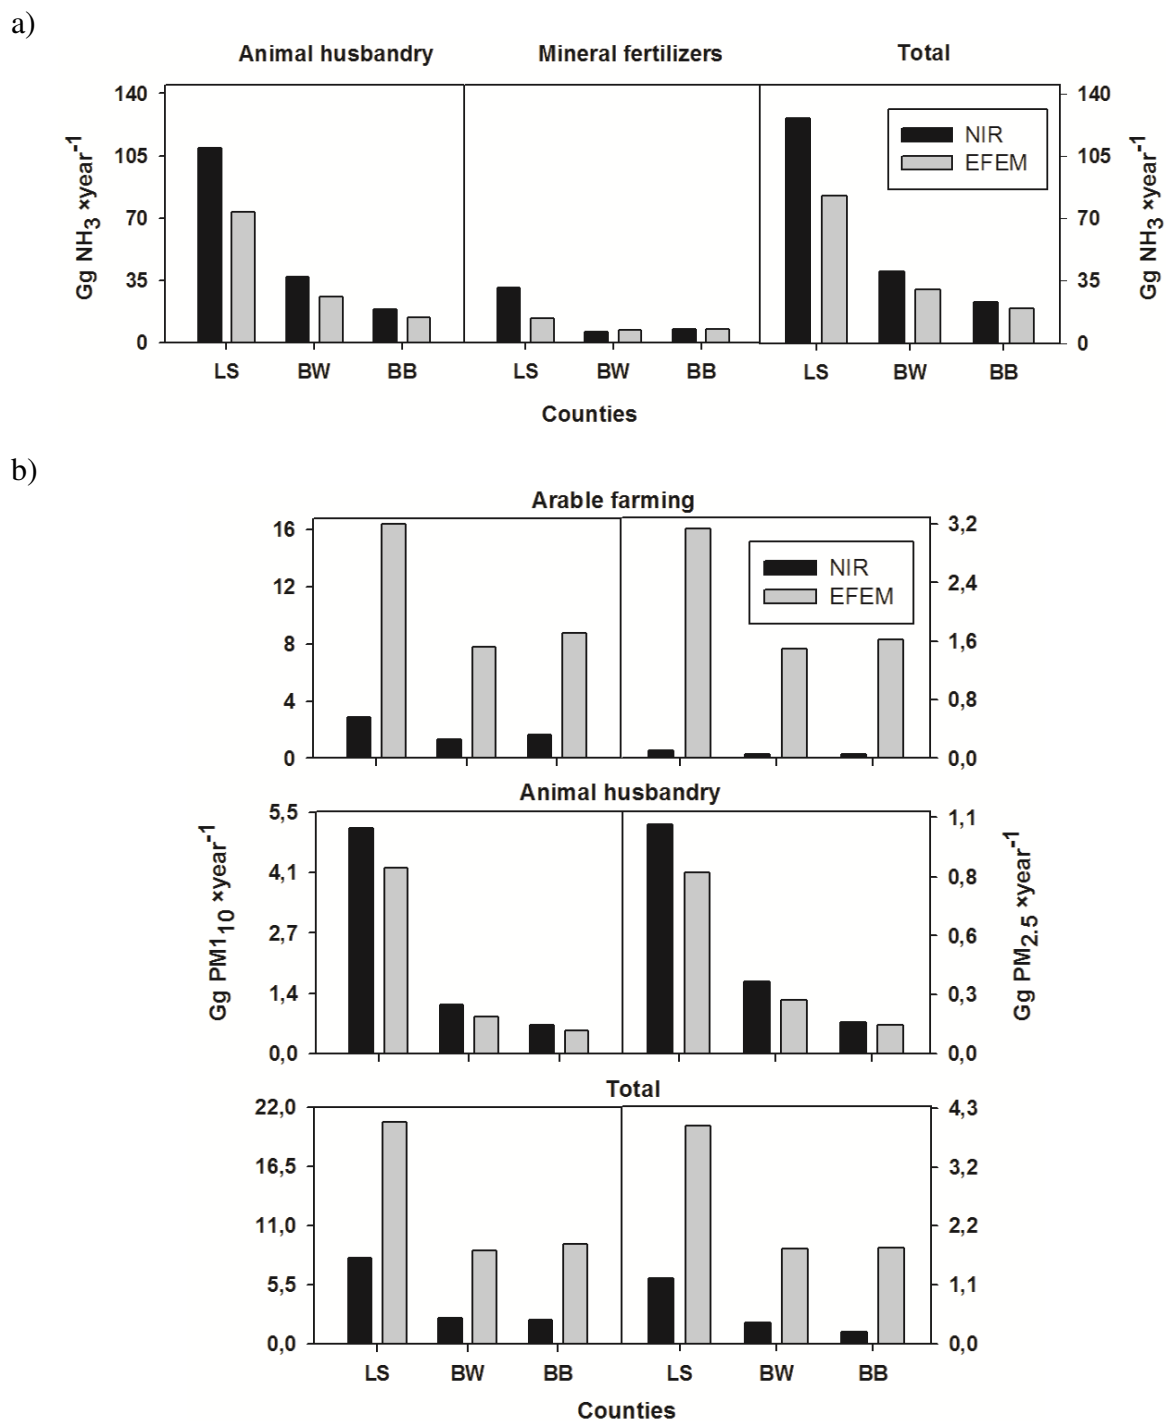 a)
Animal husbandry Mineral fertilizers Total
140 140
NIR
EFEM
105 105
70 70
35 35
0 0
Gg NH3 ×year-1
Gg NH3 ×year-1
LS BW BB LS BW BB LS BW BB
Counties
b)
Arable farming
16 3,2
NIR
EFEM
12 2,4
8 1,6
4 0,8
0 0,0
Animal husbandry
5,5 1,1
4,1 0,8
2,7 0,6
1,4 0,3
0,0 0,0
Gg PM110 ×year-1
Gg PM2.5 ×year-1
Total
22,0 4,3
16,5 3,2
11,0 2,2
5,5 1,1
0,0 0,0
LS BW BB LS BW BB
Counties